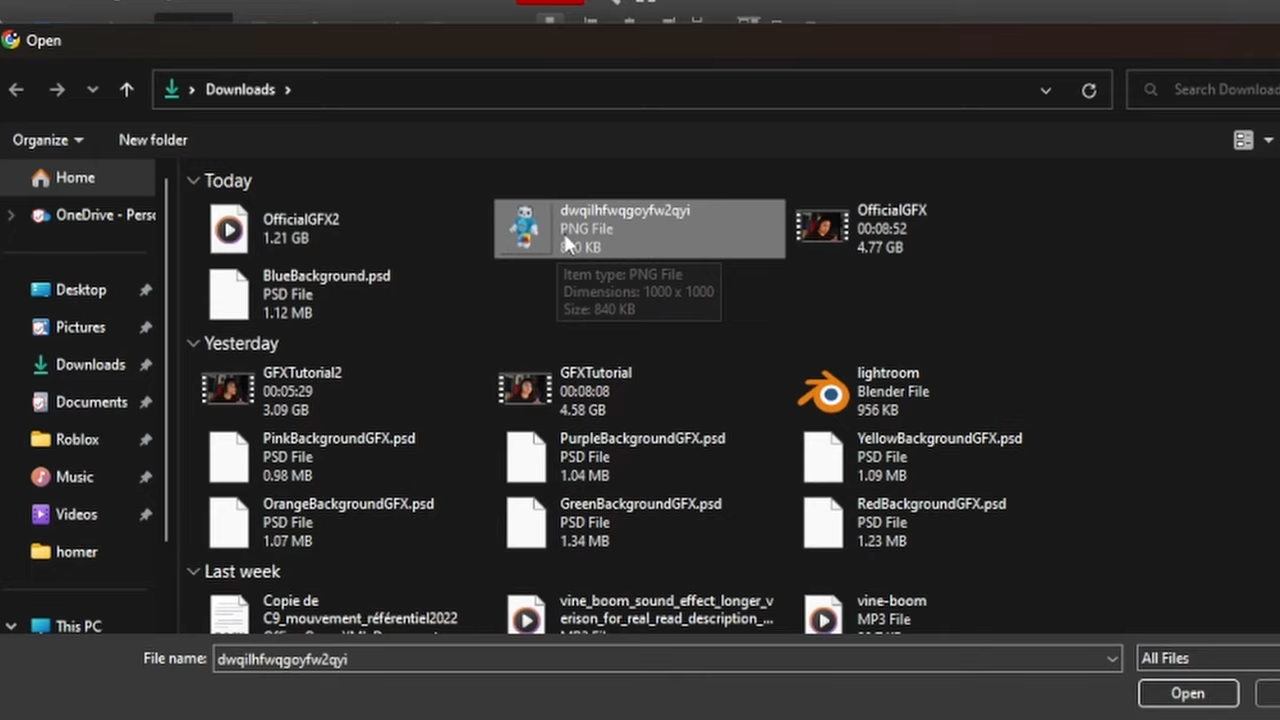 Open
Downloads
Search Download
Organize
New folder
Home
OneDrive - Perso
Desktop
Pictures
Downloads
Documents
Roblox
Music
Videos
homer
This PC
Today
OfficialGFX2
1.21 GB
dwqilhfwqgoyfw2qyi
PNG File
KB
OfficialGFX
00:08:52
4.77 GB
BlueBackground.psd
PSD File
1.12 MB
Item type: PNG File
Dimensions: 1000 x 1000
Size: 840 KB
Yesterday
GFXTutorial2
00:05:29
3.09 GB
GFXTutorial
00:08:08
4.58 GB
lightroom
Blender File
956 KB
PinkBackgroundGFX.psd
PSD File
0.98 MB
PurpleBackgroundGFX.psd
PSD File
1.04 MB
YellowBackgroundGFX.psd
PSD File
1.09 MB
OrangeBackgroundGFX.psd
PSD File
1.07 MB
GreenBackgroundGFX.psd
PSD File
1.34 MB
RedBackgroundGFX.psd
PSD File
1.23 MB
Last week
Copie de
C9_mouvement_référentiel2022
vine_boom_sound_effect_longer_v
erison_for_real_read_description_...
vine-boom
MP3 File
File name:
dwqilhfwqgoyfw2qyi
All Files
Open